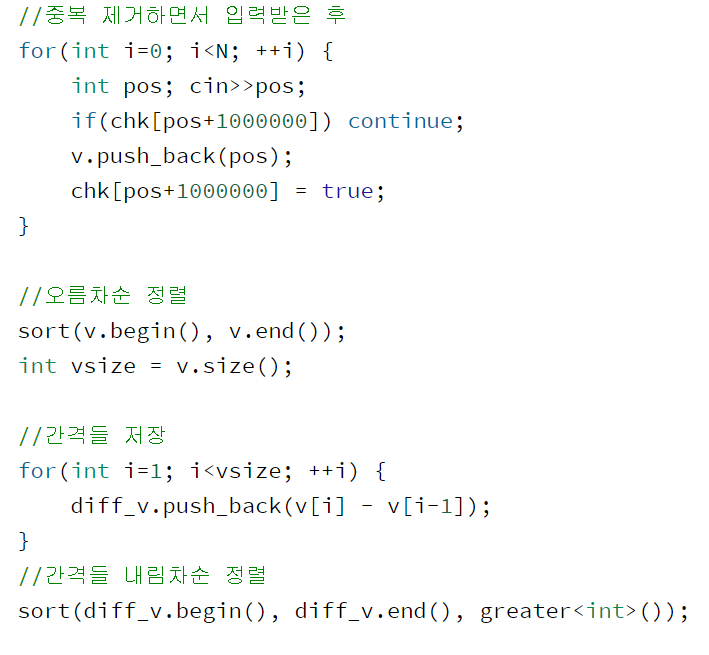 //중복 제거하면서 입력받은 후
for(int i=0; i<N; ++i) {
    int pos; cin>>pos;
    if(chk[pos+1000000]) continue;
    v.push_back(pos);
    chk[pos+1000000] = true;
}

//오름차순 정렬
sort(v.begin(), v.end());
int vsize = v.size();

//간격들 저장
for(int i=1; i<vsize; ++i) {
    diff_v.push_back(v[i] - v[i-1]);
}
//간격들 내림차순 정렬
sort(diff_v.begin(), diff_v.end(), greater<int>());